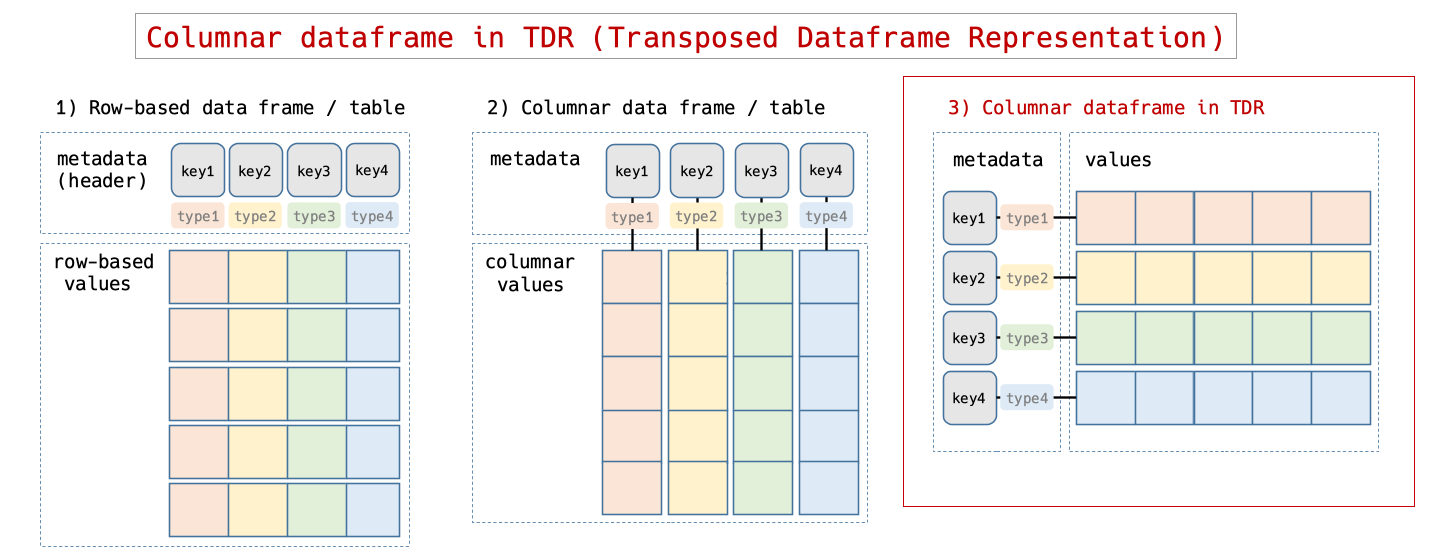 Columnar dataframe in TDR (Transposed Dataframe Representation)
1) Row-based data frame / table
metadata
(header)
key1 key2 key3 key4
type1 type2 type3 type4
row-based
values
2) Columnar data frame / table
metadata
key1 key2 key3 key4
type1 type2 type3 type4
columnar
values
3) Columnar dataframe in TDR
metadata values
key1 type1
key2 type2
key3 type3
key4 type4